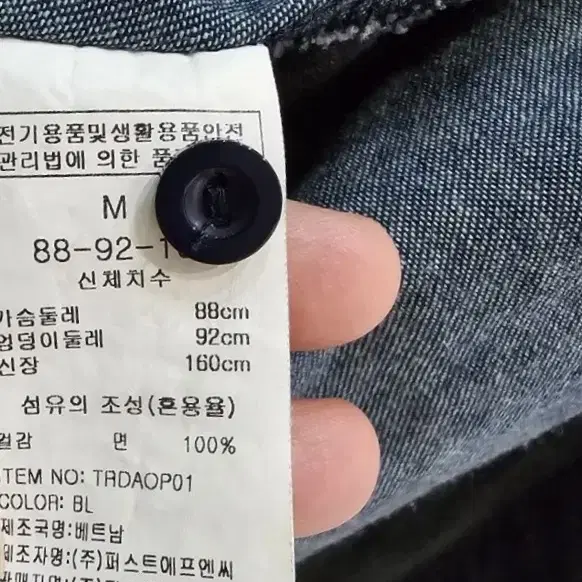 전기용품및생활용품안전
관리법에 의한 품
M
88-92-1
신체치수
가슴둘레 88cm
엉덩이둘레 92cm
신장 160cm
섬유의 조성(혼용율)
겉감 면 100%
ITEM NO: TRDAOP01
COLOR: BL
제조국명:베트남
제조자명:(주)퍼스트에프엔씨